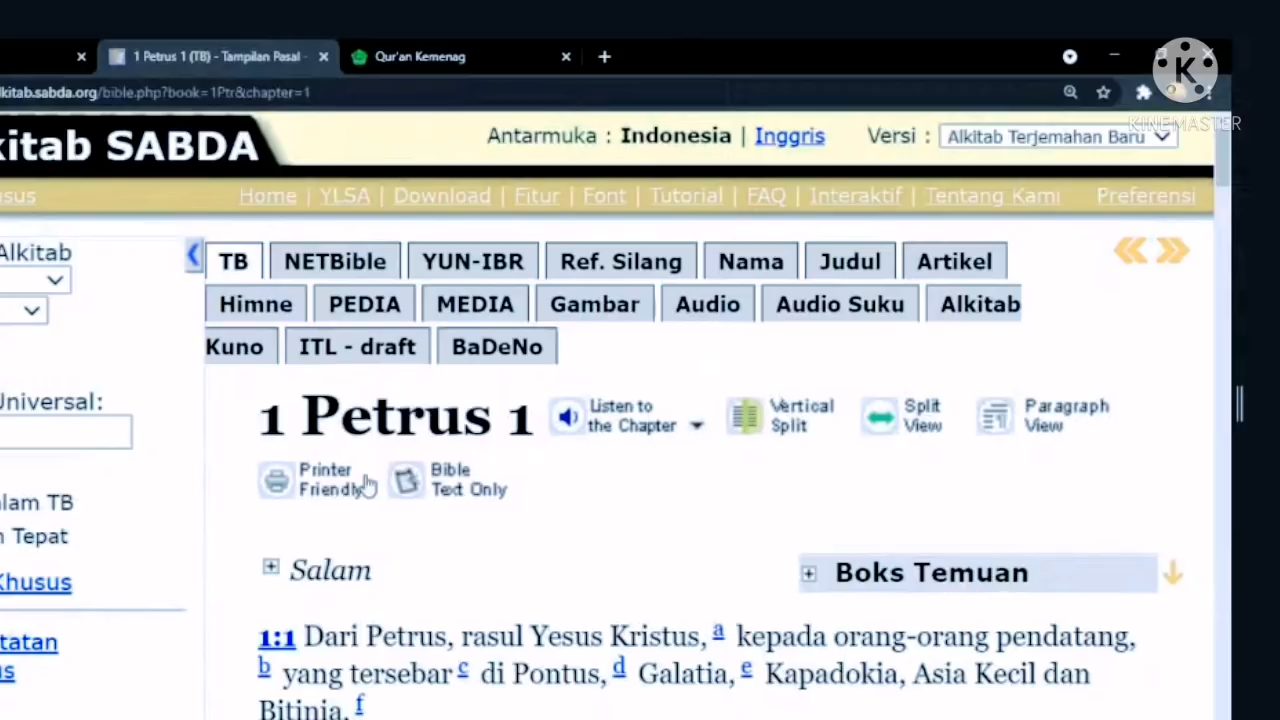 1 Petrus 1 (TB) - Tampilan Pasal -
Qur'an Kemenag
lkitab.sabda.org/bible.php?book=1Ptr&chapter=1
K
KINEMASTER
kitab SABDA
Antarmuka : Indonesia | Inggris
Versi : Alkitab Terjemahan Baru
usus
Home | YLSA | Download | Fitur | Font | Tutorial | FAQ | Interaktif | Tentang Kami
Preferensi
Alkitab
TB NETBible YUN-IBR Ref. Silang Nama Judul Artikel
Himne PEDIA MEDIA Gambar Audio Audio Suku Alkitab
Kuno ITL - draft BaDeNo
Universal:
1 Petrus 1
Listen to
the Chapter
Vertical
Split
Split
View
Paragraph
View
Printer
Friendly
Bible
Text Only
alam TB
n Tepat
Khusus
tatan
s
Salam
Boks Temuan
1:1 Dari Petrus, rasul Yesus Kristus, a kepada orang-orang pendatang,
b yang tersebar c di Pontus, d Galatia, e Kapadokia, Asia Kecil dan
Bitinia, f